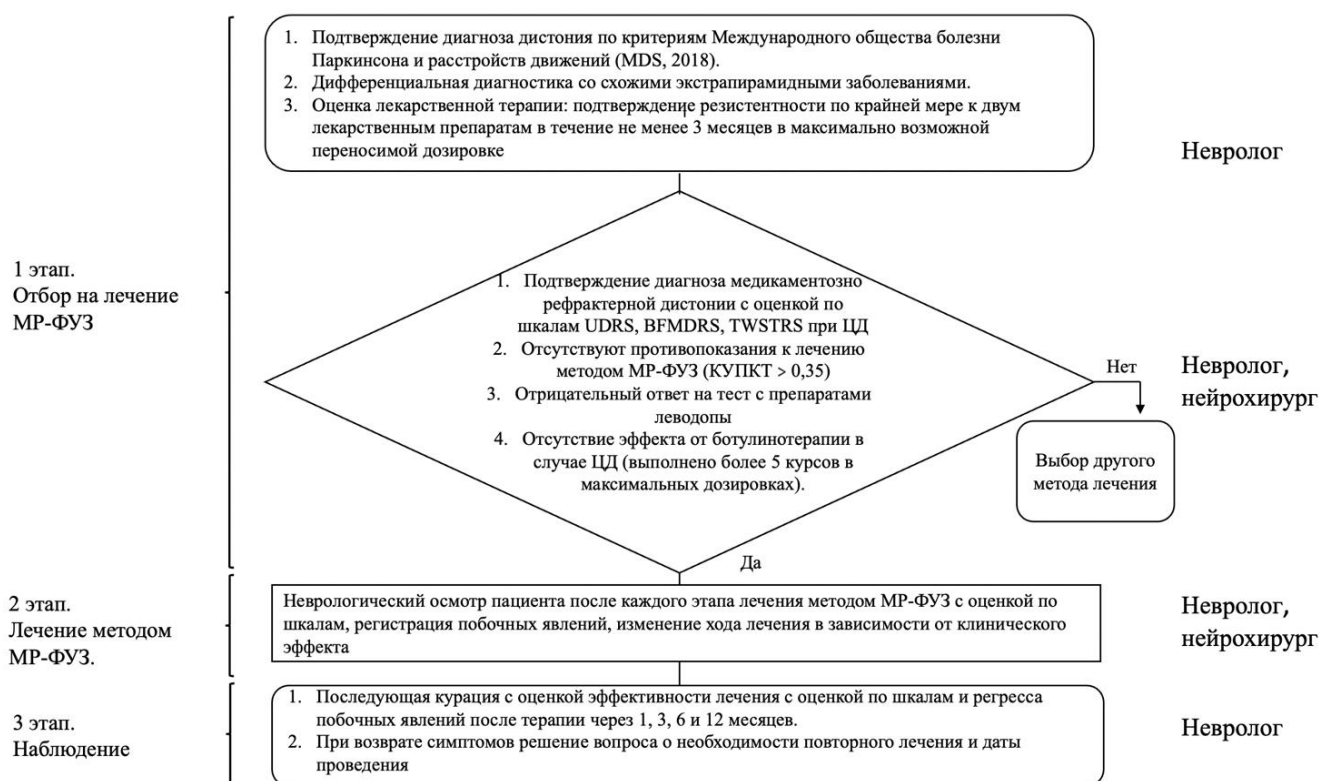 1. Подтверждение диагноза дистония по критериям Международного общества болезни
Паркинсона и расстройств движений (MDS, 2018).
2. Дифференциальная диагностика со схожими экстрапирамидными заболеваниями.
3. Оценка лекарственной терапии: подтверждение резистентности по крайней мере к двум
лекарственным препаратам в течение не менее 3 месяцев в максимально возможной
переносимой дозировке
Невролог
1 этап.
Отбор на лечение
МР-ФУЗ
1. Подтверждение диагноза медикаментозно
рефрактерной дистонии с оценкой по
шкалам UDRS, BFMDRS, TWSTRS при ЦД
2. Отсутствуют противопоказания к лечению
методом МР-ФУЗ (КУПКТ > 0,35)
3. Отрицательный ответ на тест с препаратами
леводопы
4. Отсутствие эффекта от ботулинотерапии в
случае ЦД (выполнено более 5 курсов в
максимальных дозировках).
Нет
Невролог,
нейрохирург
Выбор другого
метода лечения
Да
2 этап.
Лечение методом
МР-ФУЗ.
Неврологический осмотр пациента после каждого этапа лечения методом МР-ФУЗ с оценкой по
шкалам, регистрация побочных явлений, изменение хода лечения в зависимости от клинического
эффекта
Невролог,
нейрохирург
3 этап.
Наблюдение
1. Последующая курация с оценкой эффективности лечения с оценкой по шкалам и регресса
побочных явлений после терапии через 1, 3, 6 и 12 месяцев.
2. При возврате симптомов решение вопроса о необходимости повторного лечения и даты
проведения
Невролог